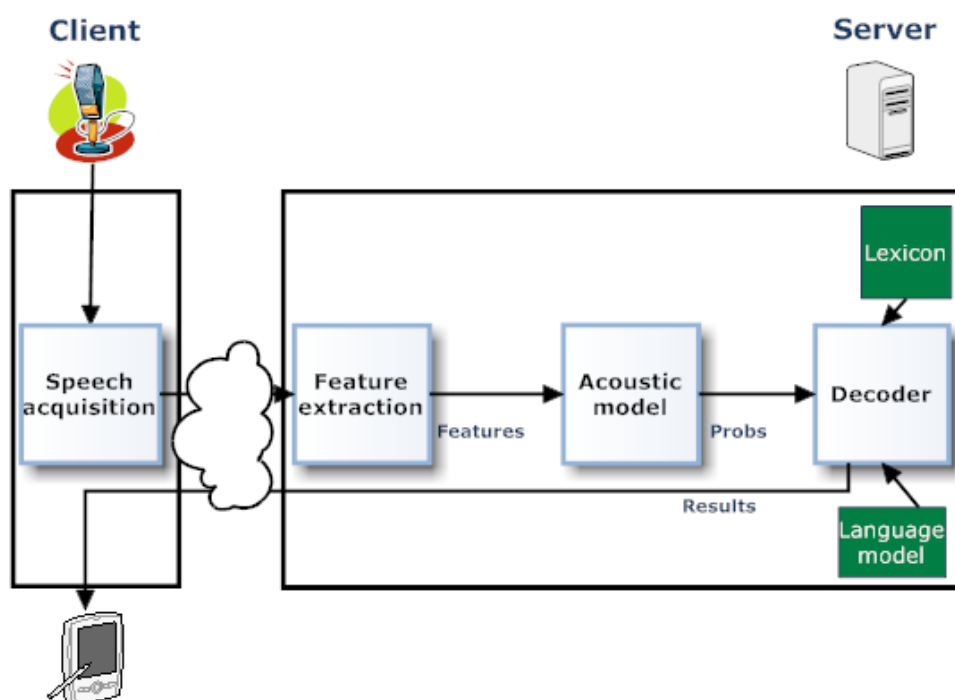 Client
Server
Lexicon
Speech
acquisition
Feature
extraction
Acoustic
model
Decoder
Features
Probs
Results
Language
model